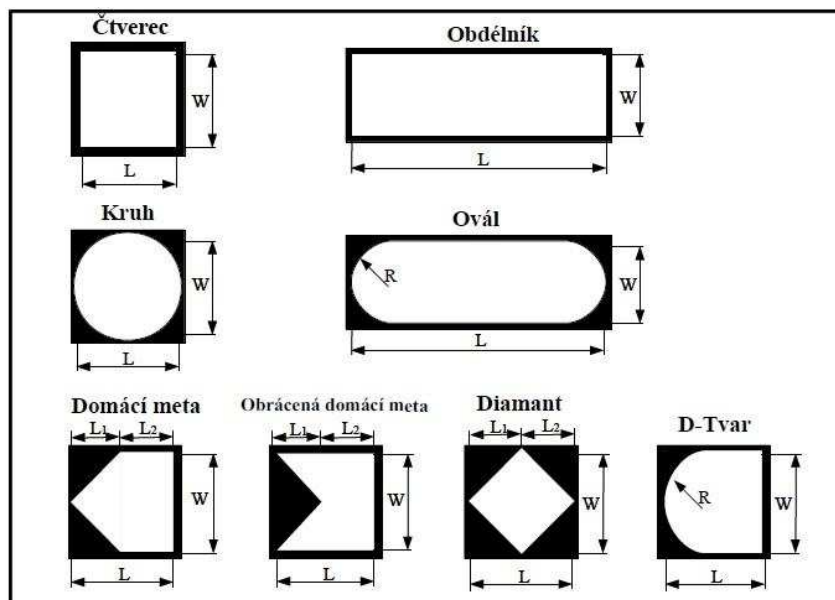 Čtverec
Obdélník
W
W
L
L
Kruh
Ovál
W
R
W
L
L
Domácí meta
Obrácená domácí meta
Diamant
D-Tvar
L1
L2
L1
L2
L1
L2
W
W
W
R
W
L
L
L
L